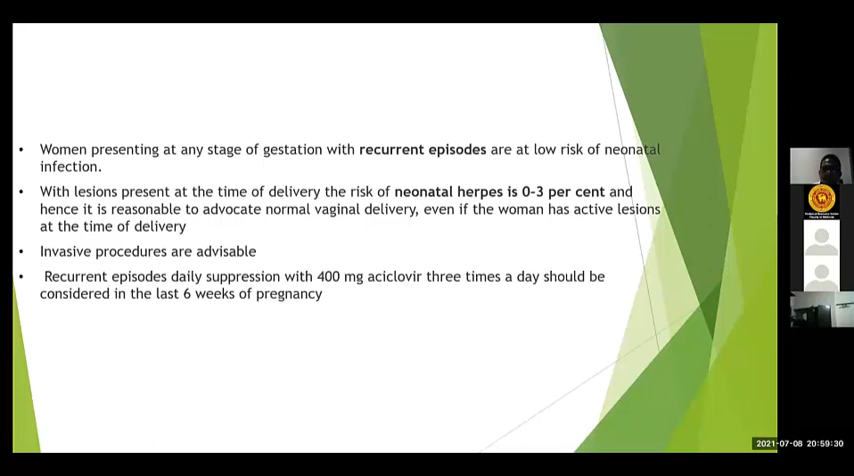 • Women presenting at any stage of gestation with recurrent episodes are at low risk of neonatal
infection.
• With lesions present at the time of delivery the risk of neonatal herpes is 0-3 per cent and
hence it is reasonable to advocate normal vaginal delivery, even if the woman has active lesions
at the time of delivery
• Invasive procedures are advisable
• Recurrent episodes daily suppression with 400 mg aciclovir three times a day should be
considered in the last 6 weeks of pregnancy
2021-07-08 20:59:30